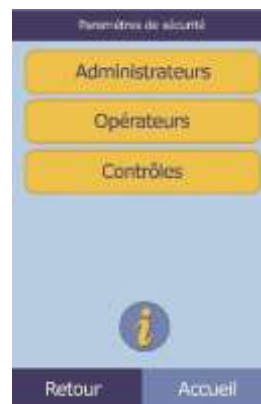 Paramètres de sécurité
Administrateurs
Opérateurs
Contrôles
i
Retour Accueil